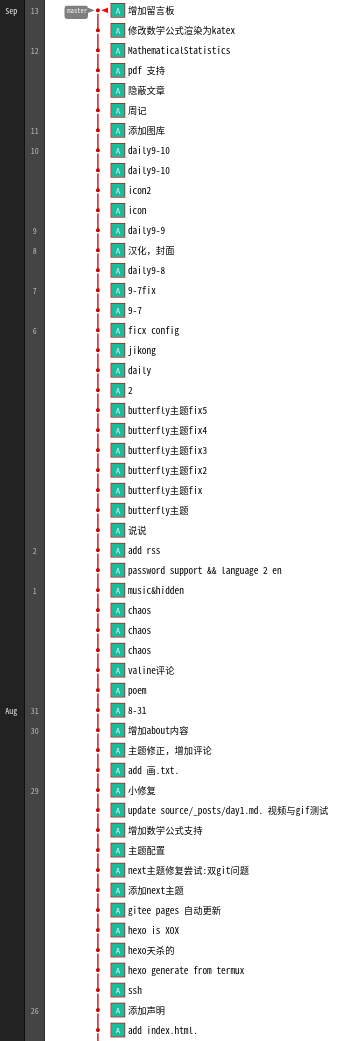 Sep 13 master A 增加留言板
A 修改数学公式渲染为katex
12 A MathematicalStatistics
A pdf 支持
A 隐蔽文章
A 周记
11 A 添加图库
10 A daily9-10
A daily9-10
A icon2
A icon
9 A daily9-9
8 A 汉化，封面
A daily9-8
7 A 9-7fix
A 9-7
6 A ficx config
A jikong
A daily
A 2
A butterfly主题fix5
A butterfly主题fix4
A butterfly主题fix3
A butterfly主题fix2
A butterfly主题fix
A butterfly主题
A 说说
2 A add rss
A password support && language 2 en
1 A music&hidden
A chaos
A chaos
A chaos
A valine评论
A poem
Aug 31 A 8-31
30 A 增加about内容
A 主题修正，增加评论
A add 画.txt.
29 A 小修复
A update source/_posts/day1.md. 视频与gif测试
A 增加数学公式支持
A 主题配置
A next主题修复尝试:双git问题
A 添加next主题
A gitee pages 自动更新
A hexo is XOX
A hexo天杀的
A hexo generate from termux
A ssh
26 A 添加声明
A add index.html.